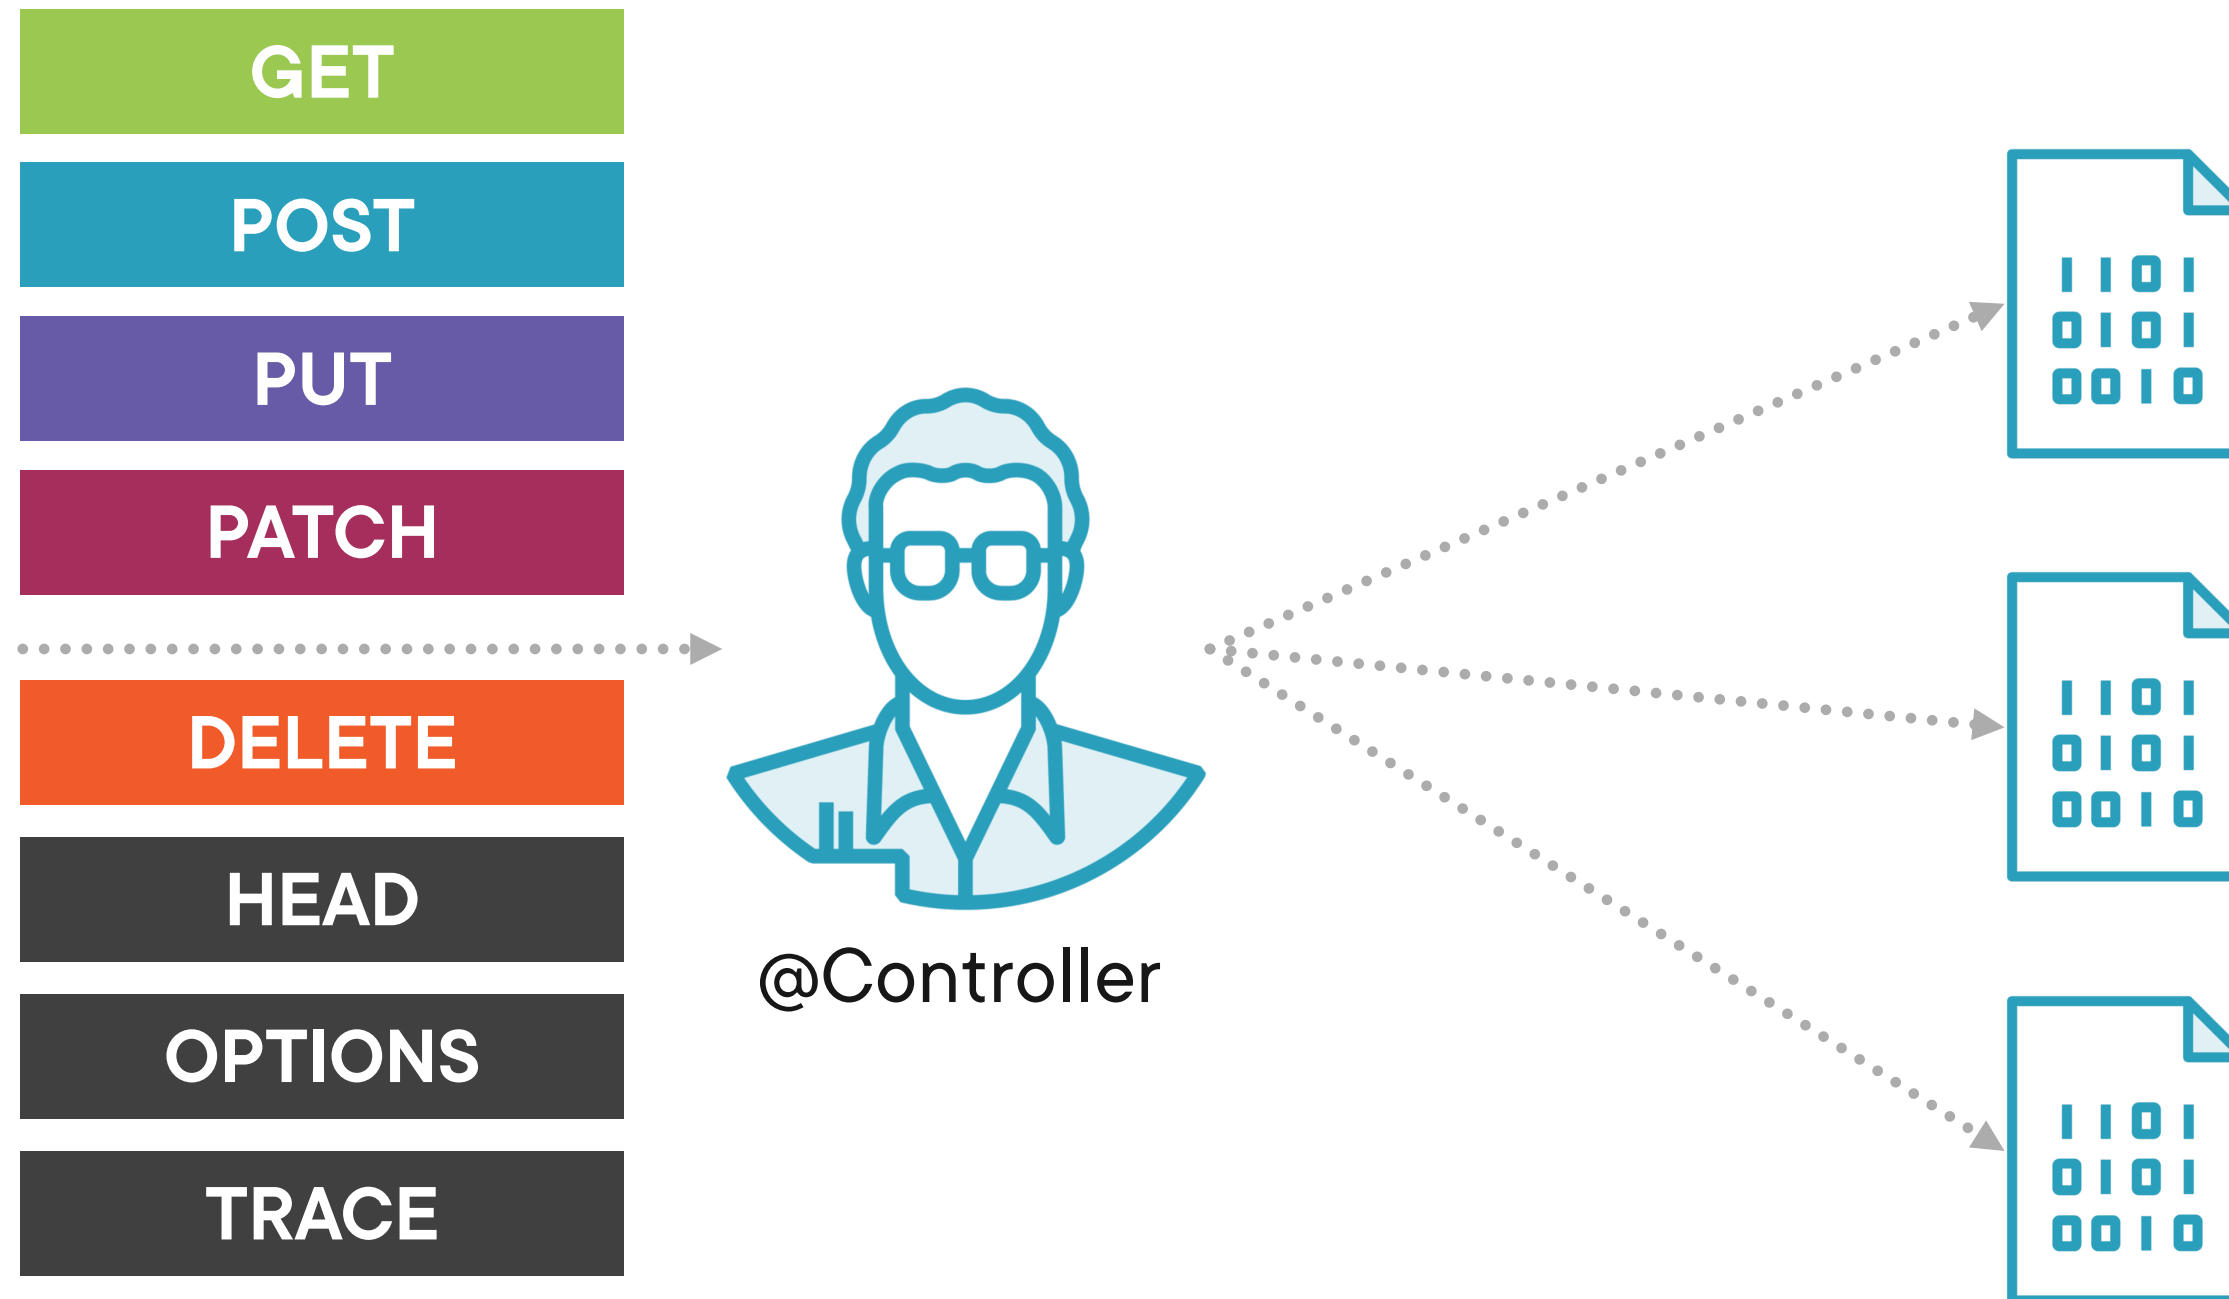 GET
POST
PUT
PATCH
DELETE
HEAD
OPTIONS
TRACE
@Controller
1101
0101
0010
1101
0101
0010
1101
0101
0010